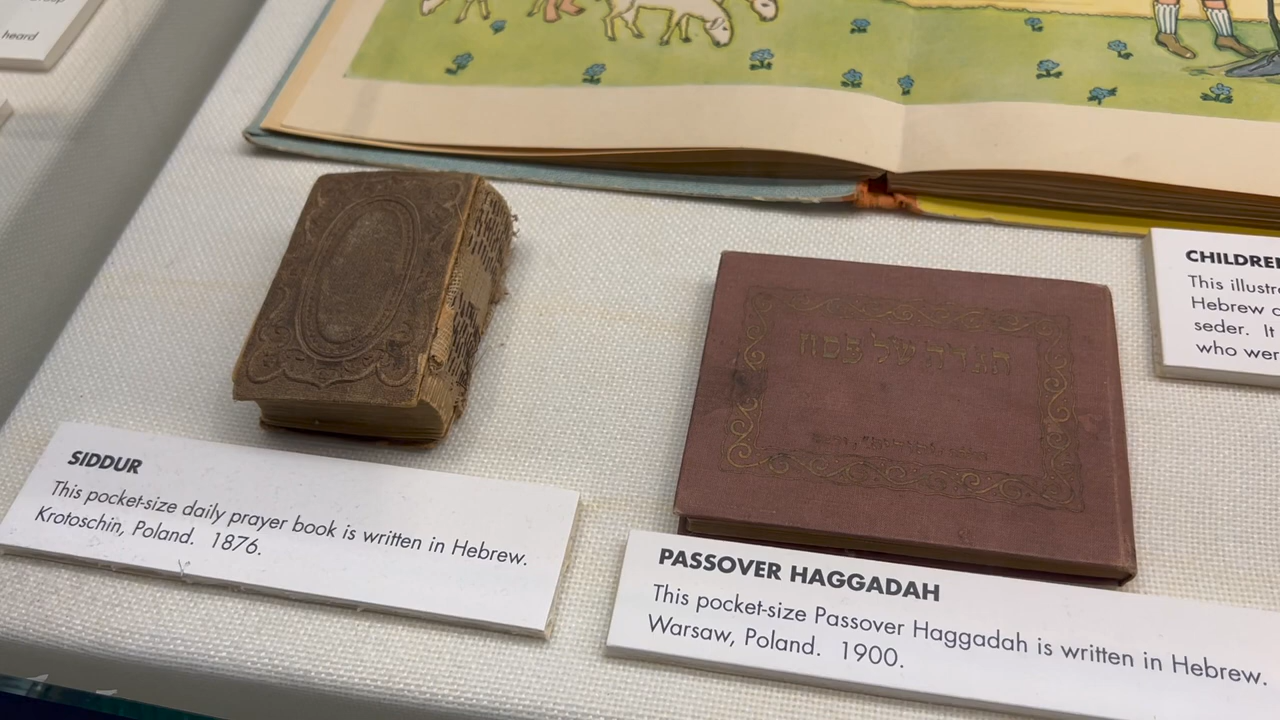 heard
הגדה של פסח
CHILDREN
This illustr
Hebrew
seder. It
who wer
SIDDUR
This pocket-size daily prayer book is written in Hebrew.
Krotoschin, Poland. 1876.
PASSOVER HAGGADAH
This pocket-size Passover Haggadah is written in Hebrew.
Warsaw, Poland. 1900.